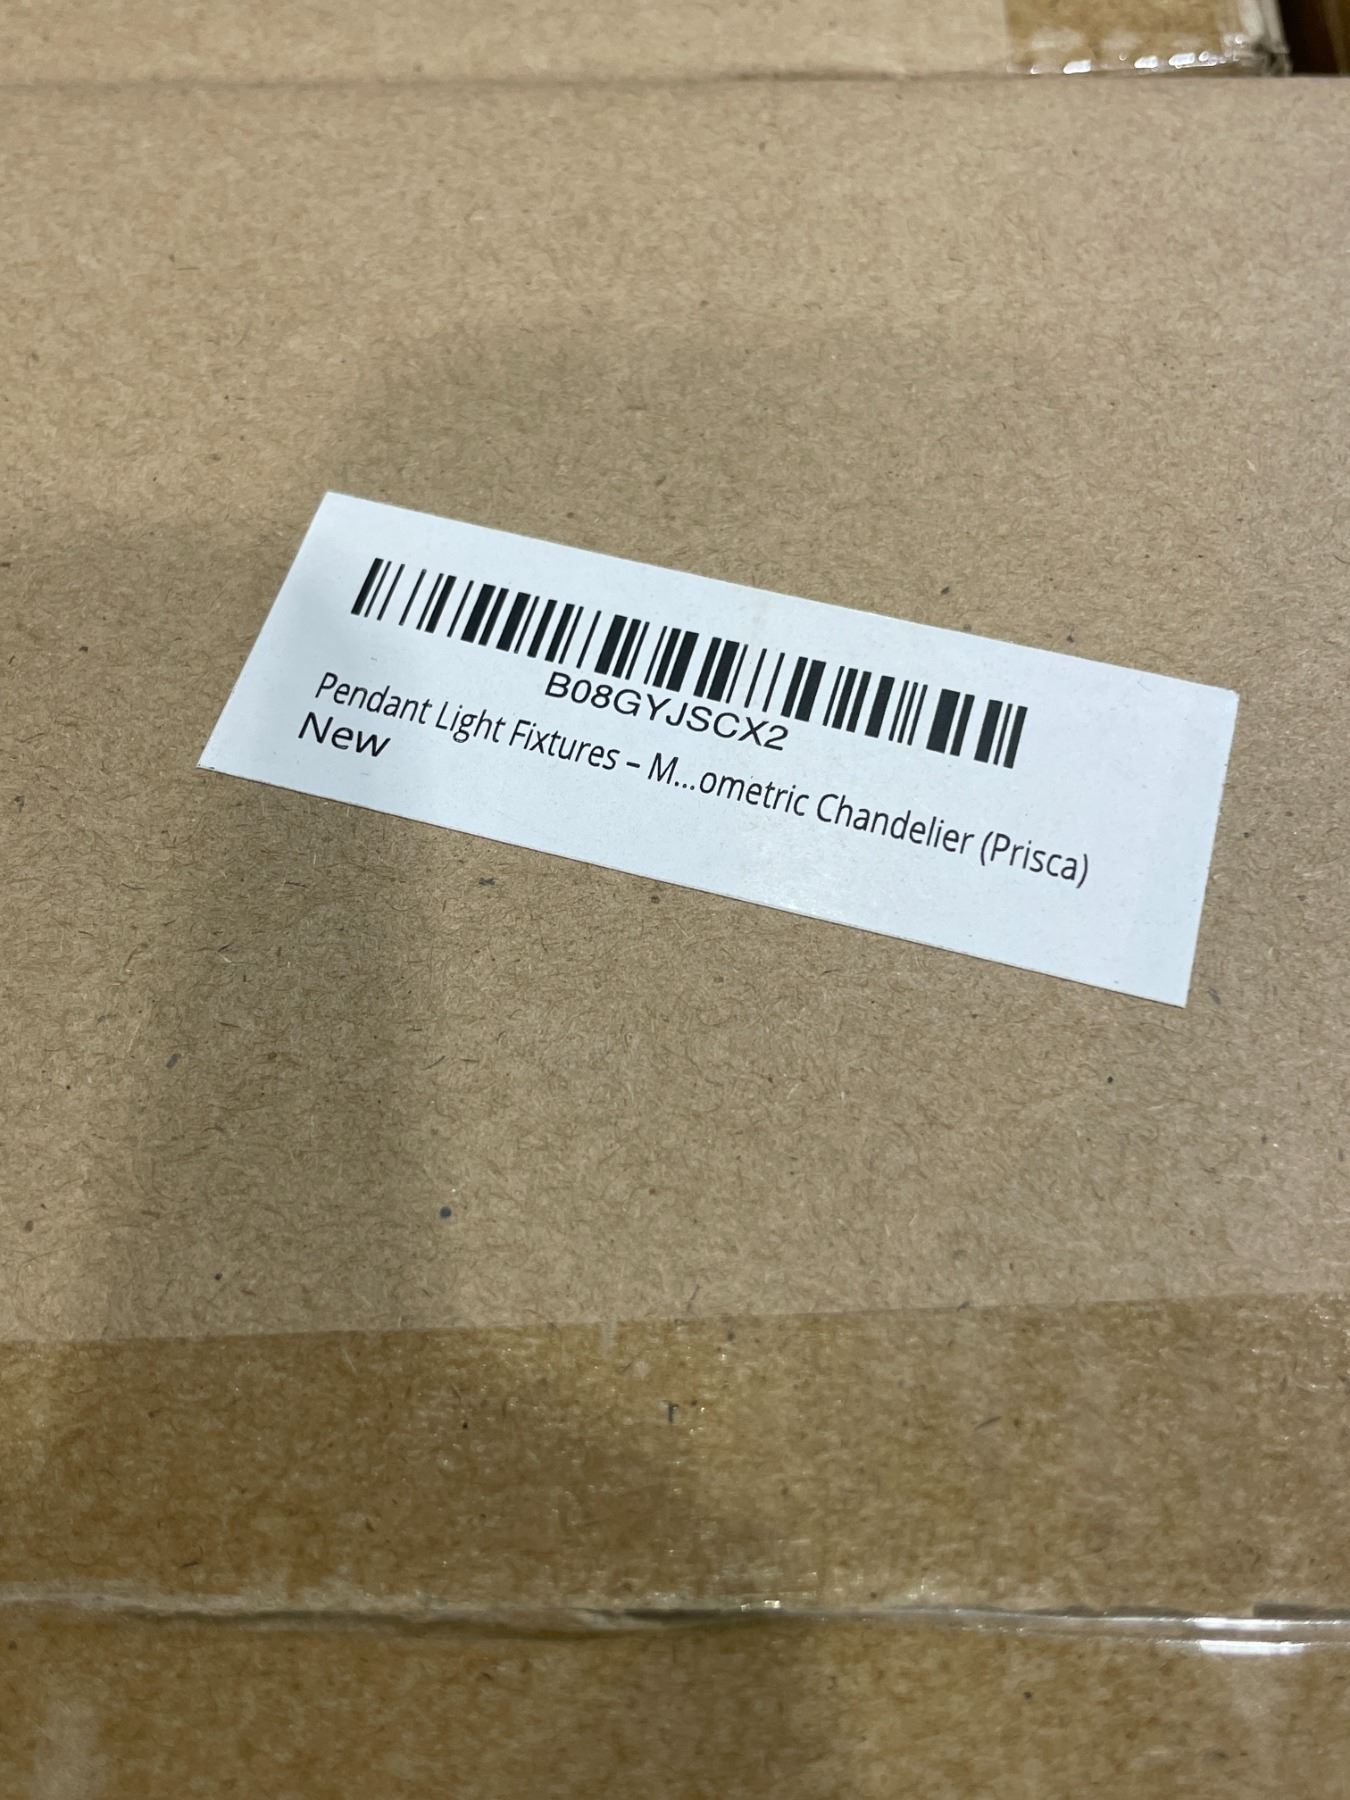 B08GYJSCX2
Pendant Light Fixtures – M...ometric Chandelier (Prisca)
New